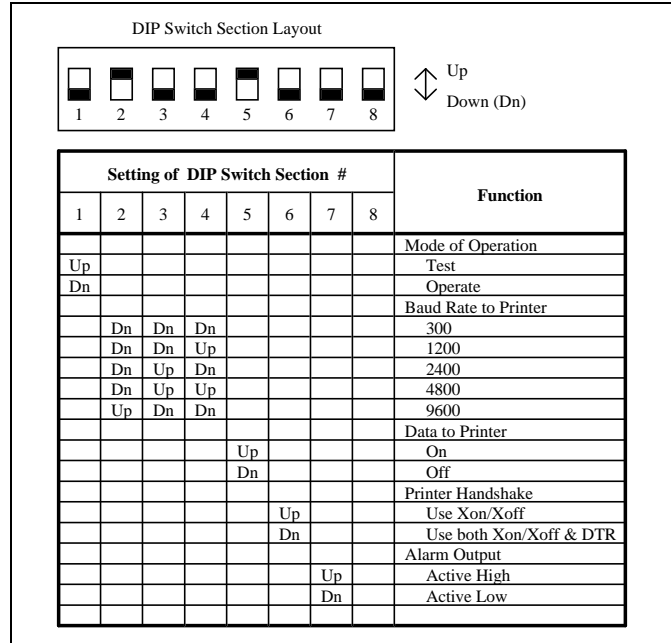 DIP Switch Section Layout
1 2 3 4 5 6 7 8
Up
Down (Dn)
Setting of DIP Switch Section # Function
1 2 3 4 5 6 7 8
Mode of Operation
Up Test
Dn Operate
Baud Rate to Printer
Dn Dn Dn 300
Dn Dn Up 1200
Dn Up Dn 2400
Dn Up Up 4800
Up Dn Dn 9600
Data to Printer
Up On
Dn Off
Printer Handshake
Up Use Xon/Xoff
Dn Use both Xon/Xoff & DTR
Alarm Output
Up Active High
Dn Active Low